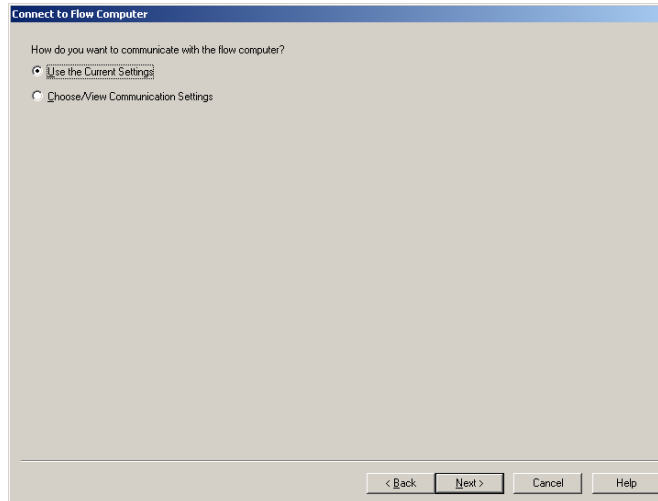 Connect to Flow Computer
How do you want to communicate with the flow computer?
Use the Current Settings
Choose/View Communication Settings
< Back Next > Cancel Help